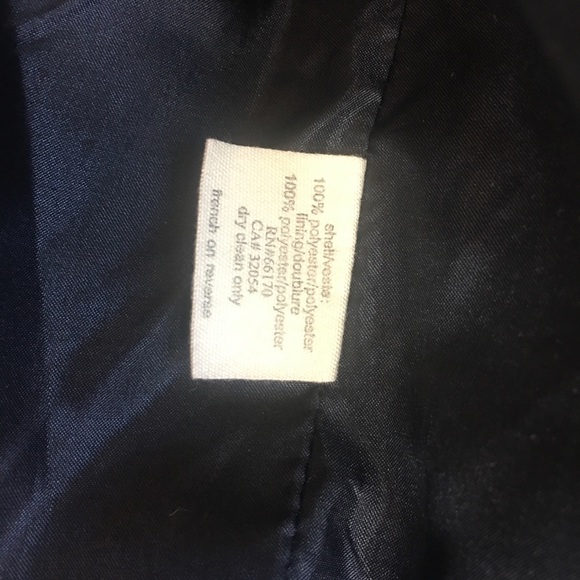 shell/veste:
100% polyester/polyester
lining/doublure
100% polyester/polyester
RN#66170
CA# 32054
dry clean only
french on reverse